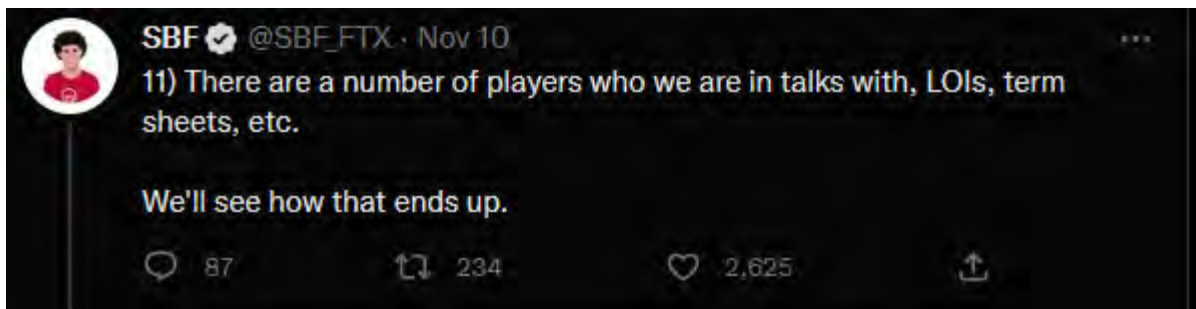 SBF @SBF_FTX · Nov 10
11) There are a number of players who we are in talks with, LOIs, term
sheets, etc.
We'll see how that ends up.
87 234 2,625